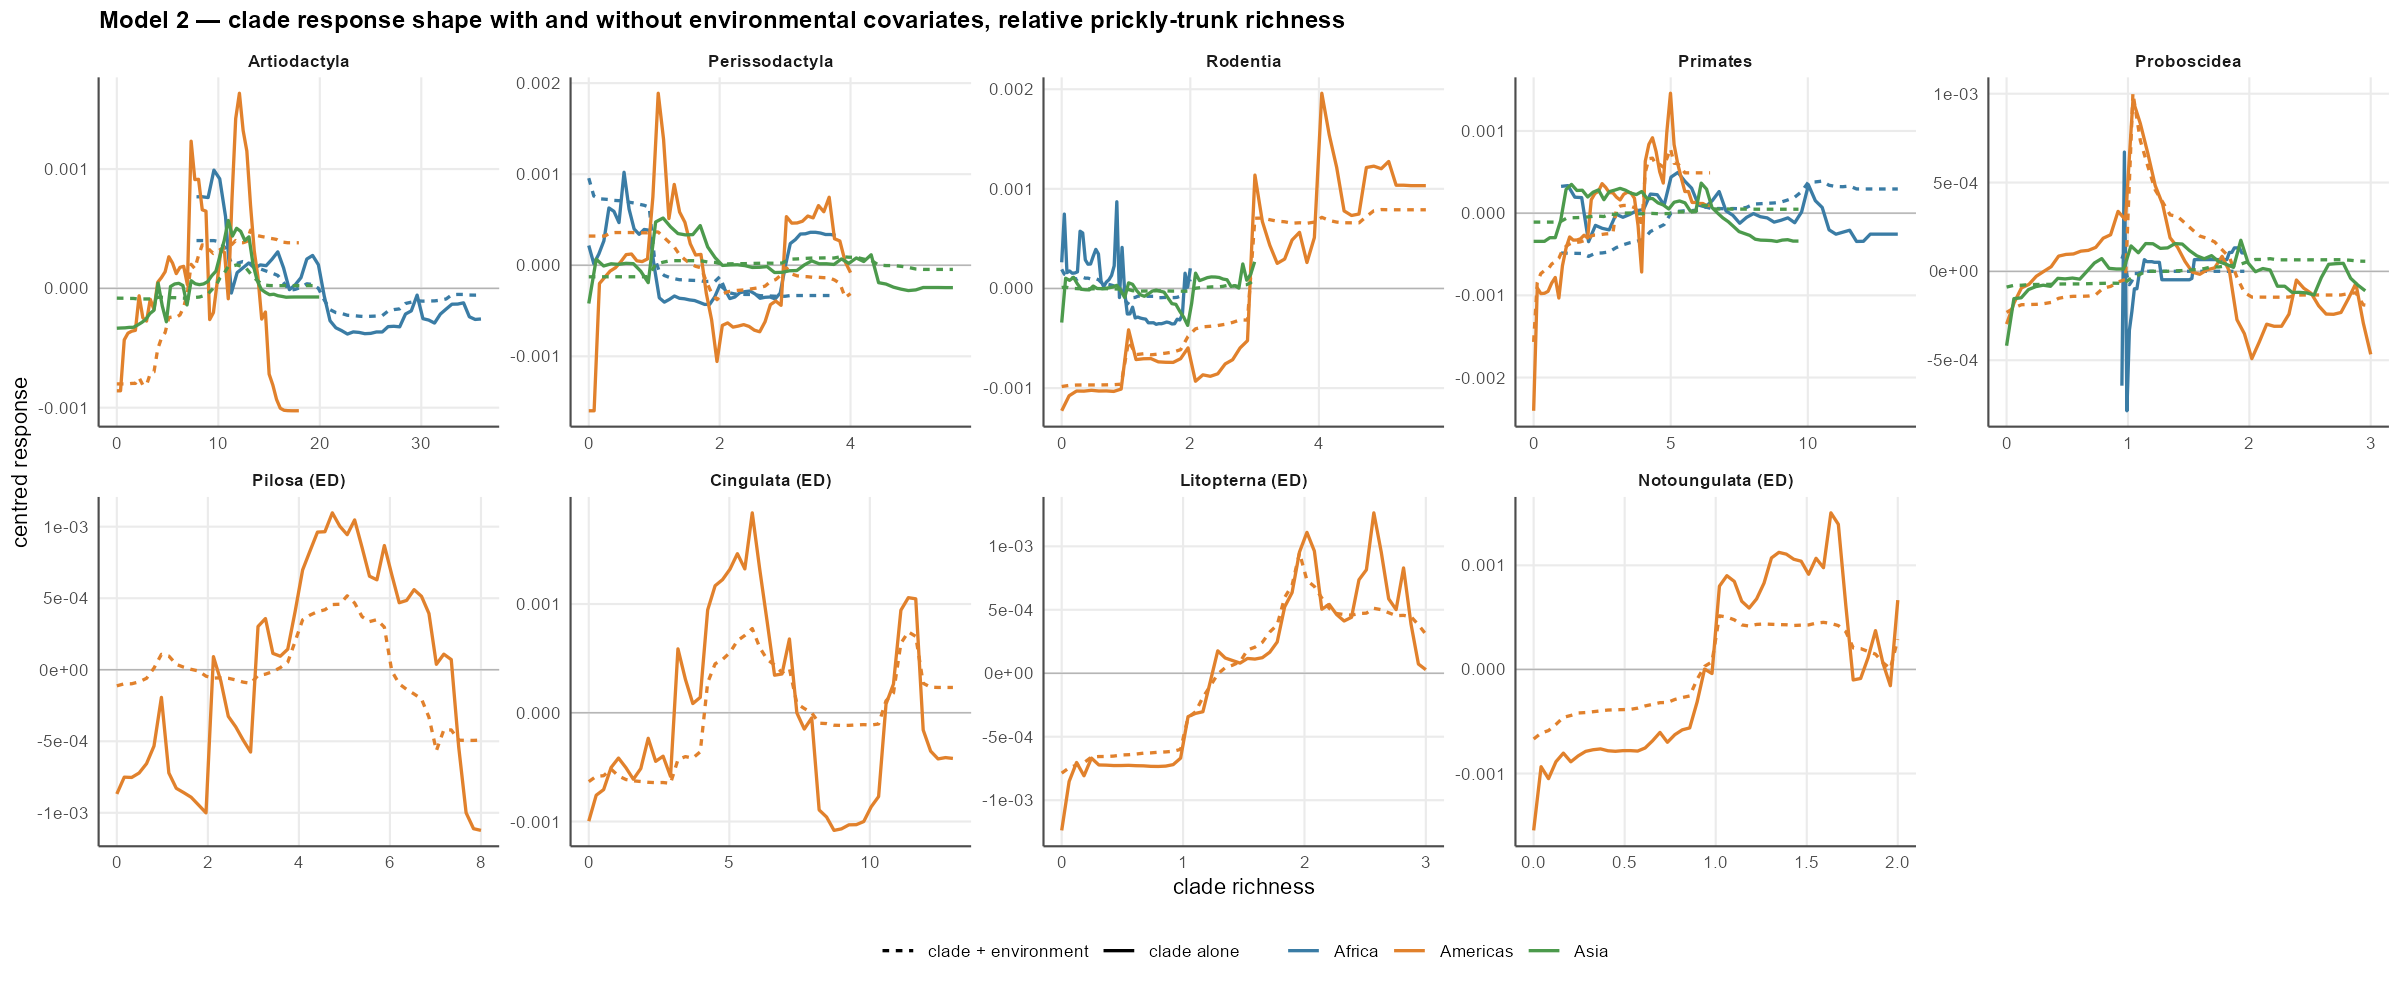 Model 2 — clade response shape with and without environmental covariates, relative prickly-trunk richness
Artiodactyla
Perissodactyla
Rodentia
Primates
Proboscidea
0.001
0.000
-0.001
0 10 20 30
0.002
0.001
0.000
-0.001
0 2 4
0.002
0.001
0.000
-0.001
0 2 4
0.001
0.000
-0.001
-0.002
0 5 10
1e-03
5e-04
0e+00
-5e-04
0 1 2 3
centred response
Pilosa (ED)
Cingulata (ED)
Litopterna (ED)
Notoungulata (ED)
1e-03
5e-04
0e+00
-5e-04
-1e-03
0 2 4 6 8
0.001
0.000
-0.001
0 5 10
1e-03
5e-04
0e+00
-5e-04
-1e-03
0 1 2 3
0.001
0.000
-0.001
0.0 0.5 1.0 1.5 2.0
clade richness
clade + environment clade alone Africa Americas Asia